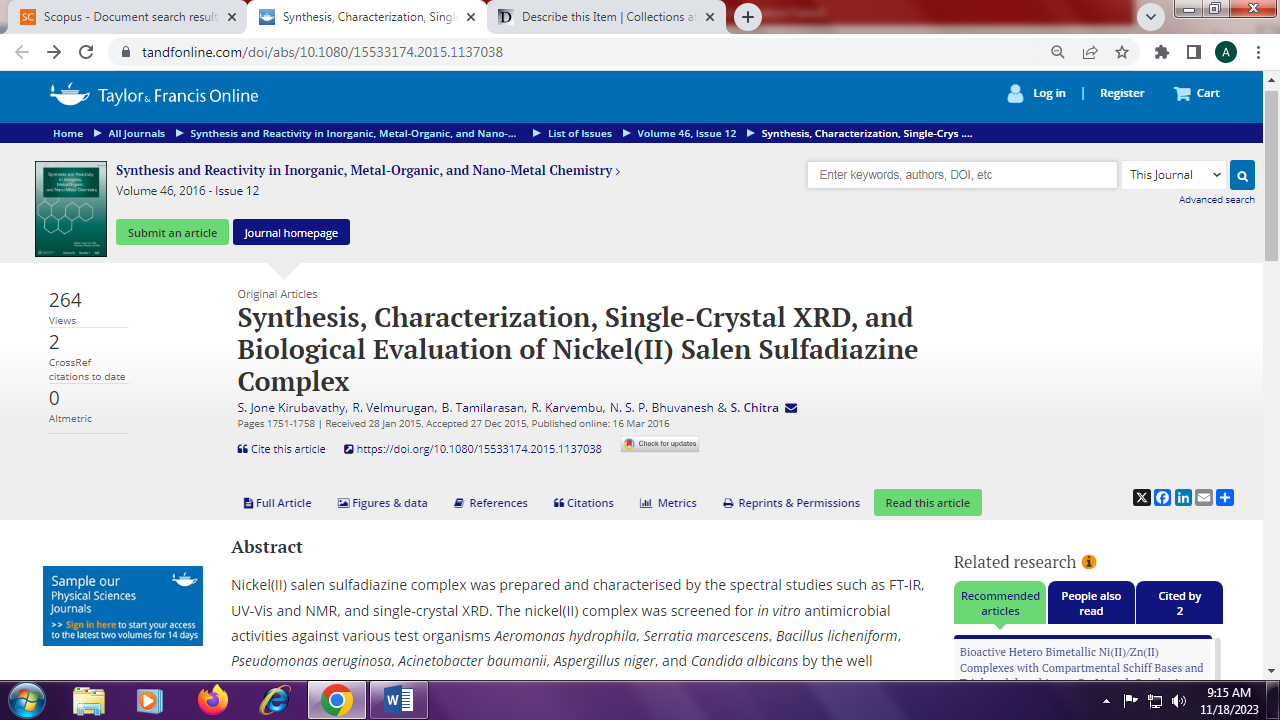 Scopus - Document search result
Synthesis, Characterization, Singl
Describe this Item | Collections at
tandfonline.com/doi/abs/10.1080/15533174.2015.1137038
A
Taylor & Francis Online
Log in | Register
Cart
Home
All Journals
Synthesis and Reactivity in Inorganic, Metal-Organic, and Nano-...
List of Issues
Volume 46, Issue 12
Synthesis, Characterization, Single-Crys ....
Synthesis and Reactivity in Inorganic, Metal-Organic, and Nano-Metal Chemistry ›
Volume 46, 2016 - Issue 12
Enter keywords, authors, DOI, etc
This Journal
Advanced search
Submit an article
Journal homepage
264
Views
2
CrossRef
citations to date
0
Altmetric
Original Articles
Synthesis, Characterization, Single-Crystal XRD, and
Biological Evaluation of Nickel(II) Salen Sulfadiazine
Complex
S. Jone Kirubavathy, R. Velmurugan, B. Tamilarasan, R. Karvembu, N. S. P. Bhuvanesh & S. Chitra
Pages 1751-1758 | Received 28 Jan 2015, Accepted 27 Dec 2015, Published online: 16 Mar 2016
Cite this article
https://doi.org/10.1080/15533174.2015.1137038
Check for updates
Full Article
Figures & data
References
Citations
Metrics
Reprints & Permissions
Read this article
Abstract
Nickel(II) salen sulfadiazine complex was prepared and characterised by the spectral studies such as FT-IR,
UV-Vis and NMR, and single-crystal XRD. The nickel(II) complex was screened for in vitro antimicrobial
activities against various test organisms Aeromonas hydrophila, Serratia marcescens, Bacillus licheniform,
Pseudomonas aeruginosa, Acinetobacter baumanii, Aspergillus niger, and Candida albicans by the well
Sample our
Physical Sciences
Journals
>> Sign in here to start your access
to the latest two volumes for 14 days
Related research
Recommended
articles
People also
read
Cited by
2
Bioactive Hetero Bimetallic Ni(II)/Zn(II)
Complexes with Compartmental Schiff Bases and
9:15 AM
11/18/2023